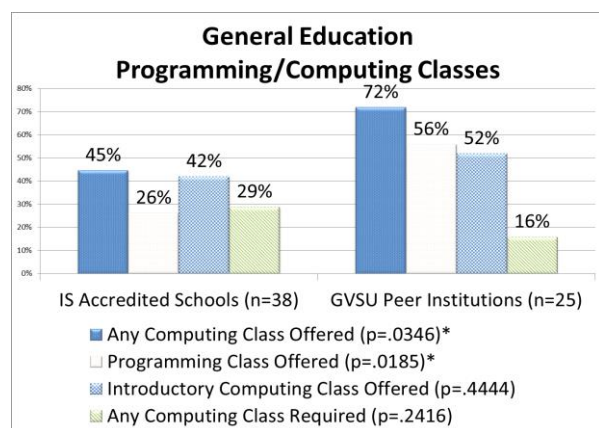 General Education
Programming/Computing Classes
80%
70%
60%
50%
40%
30%
20%
10%
0%
45%
26%
42%
29%
72%
56%
52%
16%
IS Accredited Schools (n=38)
GVSU Peer Institutions (n=25)
Any Computing Class Offered (p=.0346)*
Programming Class Offered (p=.0185)*
Introductory Computing Class Offered (p=.4444)
Any Computing Class Required (p=.2416)